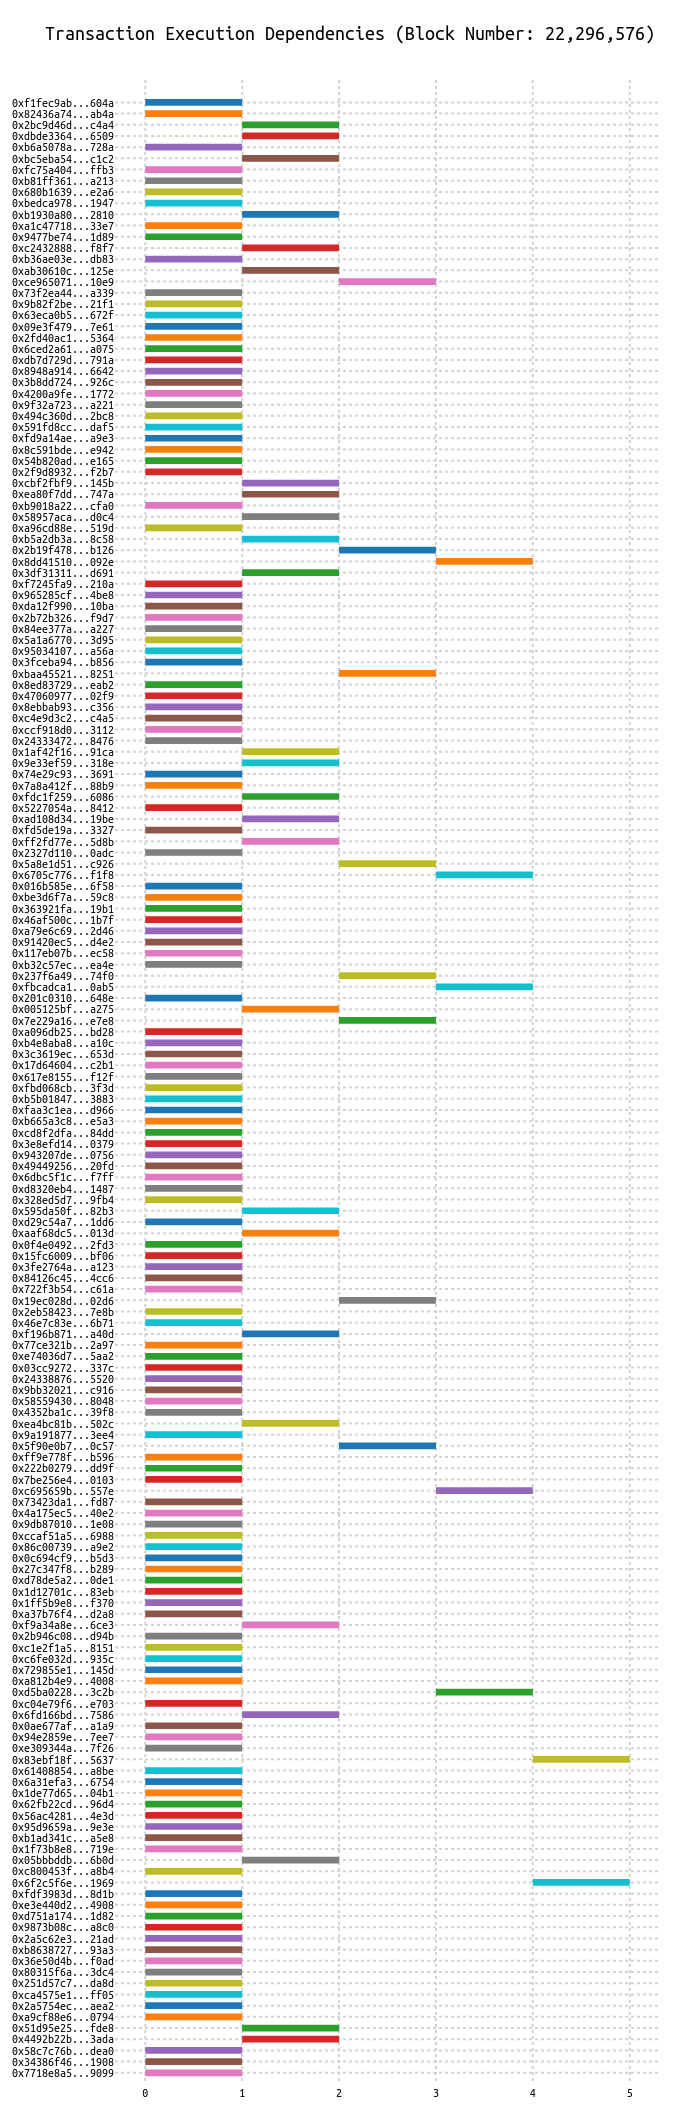 Transaction Execution Dependencies (Block Number: 22,296,576)
0xf1fec9ab...604a
0x82436a74...ab4a
0x2bc9d46d...c4a4
0xdbde3364...6509
0xb6a5078a...728a
0xbc5eba54...c1c2
0xfc75a404...ffb3
0xb81ff361...a213
0x680b1639...e2a6
0xbedca978...1947
0xb1930a80...2810
0xa1c47718...33e7
0x9477be74...1d89
0xc2432888...f8f7
0xb36ae03e...db83
0xab30610c...125e
0xce965071...10e9
0x73f2ea44...a339
0x9b82f2be...21f1
0x63eca0b5...672f
0x09e3f479...7e61
0x2fd40ac1...5364
0x6ced2a61...a075
0xdb7d729d...791a
0x8948a914...6642
0x3b8dd724...926c
0x4200a9fe...1772
0x9f32a723...a221
0x494c360d...2bc8
0x591fd8cc...daf5
0xfd9a14ae...a9e3
0x8c591bde...e942
0x54b820ad...e165
0x2f9d8932...f2b7
0xcbf2fbf9...145b
0xea80f7dd...747a
0xb9018a22...cfa0
0x58957aca...d0c4
0xa96cd88e...519d
0xb5a2db3a...8c58
0x2b19f478...b126
0x8dd41510...092e
0x3df31311...d691
0xf7245fa9...210a
0x965285cf...4be8
0xda12f990...10ba
0x2b72b326...f9d7
0x84ee377a...a227
0x5a1a6770...3d95
0x95034107...a56a
0x3fceba94...b856
0xbaa45521...8251
0x8ed83729...eab2
0x47060977...02f9
0x8ebbab93...c356
0xc4e9d3c2...c4a5
0xccf918d0...3112
0x24333472...8476
0x1af42f16...91ca
0x9e33ef59...318e
0x74e29c93...3691
0x7a8a412f...88b9
0xfdc1f259...6086
0x5227054a...8412
0xad108d34...19be
0xfd5de19a...3327
0xff2fd77e...5d8b
0x2327d110...0adc
0x5a8e1d51...c926
0x6705c776...f1f8
0x016b585e...6f58
0xbe3d6f7a...59c8
0x363921fa...19b1
0x46af500c...1b7f
0xa79e6c69...2d46
0x91420ec5...d4e2
0x117eb07b...ec58
0xb32c57ec...ea4e
0x237f6a49...74f0
0xfbcadca1...0ab5
0x201c0310...648e
0x005125bf...a275
0x7e229a16...e7e8
0xa096db25...bd28
0xb4e8aba8...a10c
0x3c3619ec...653d
0x17d64604...c2b1
0x617e8155...f12f
0xfbd068cb...3f3d
0xb5b01847...3883
0xfaa3c1ea...d966
0xb665a3c8...e5a3
0xcd8f2dfa...84dd
0x3e8efd14...0379
0x943207de...0756
0x49449256...20fd
0x6dbc5f1c...f7ff
0xd8320eb4...1487
0x328ed5d7...9fb4
0x595da50f...82b3
0xd29c54a7...1dd6
0xaaf68dc5...013d
0x0f4e0492...2fd3
0x15fc6009...bf06
0x3fe2764a...a123
0x84126c45...4cc6
0x722f3b54...c61a
0x19ec028d...02d6
0x2eb58423...7e8b
0x46e7c83e...6b71
0xf196b871...a40d
0x77ce321b...2a97
0xe74036d7...5aa2
0x03cc9272...337c
0x24338876...5520
0x9bb32021...c916
0x58559430...8048
0x4352ba1c...39f8
0xea4bc81b...502c
0x9a191877...3ee4
0x5f90e0b7...0c57
0xff9e778f...b596
0x222b0279...dd9f
0x7be256e4...0103
0xc695659b...557e
0x73423da1...fd87
0x4a175ec5...40e2
0x9db87010...1e08
0xccaf51a5...6988
0x86c00739...a9e2
0x0c694cf9...b5d3
0x27c347f8...b289
0xd78de5a2...0de1
0x1d12701c...83eb
0x1ff5b9e8...f370
0xa37b76f4...d2a8
0xf9a34a8e...6ce3
0x2b946c08...d94b
0xc1e2f1a5...8151
0xc6fe032d...935c
0x729855e1...145d
0xa812b4e9...4008
0xd5ba0228...3c2b
0xc04e79f6...e703
0x6fd166bd...7586
0x0ae677af...a1a9
0x94e2859e...7ee7
0xe309344a...7f26
0x83ebf18f...5637
0x61408854...a8be
0x6a31efa3...6754
0x1de77d65...04b1
0x62fb22cd...96d4
0x56ac4281...4e3d
0x95d9659a...9e3e
0xb1ad341c...a5e8
0x1f73b8e8...719e
0x05bbbddb...6b0d
0xc800453f...a8b4
0x6f2c5f6e...1969
0xfdf3983d...8d1b
0xe3e440d2...4908
0xd751a174...1d82
0x9873b08c...a8c0
0x2a5c62e3...21ad
0xb8638727...93a3
0x36e50d4b...f0ad
0x80315f6a...3dc4
0x251d57c7...da8d
0xca4575e1...ff05
0x2a5754ec...aea2
0xa9cf88e6...0794
0x51d95e25...fde8
0x4492b22b...3ada
0x58c7c76b...dea0
0x34386f46...1908
0x7718e8a5...9099
0 1 2 3 4 5